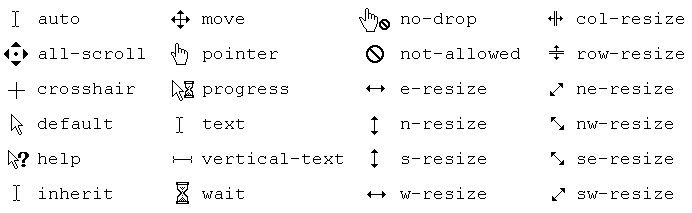 auto move no-drop col-resize
all-scroll pointer not-allowed row-resize
crosshair progress e-resize ne-resize
default text n-resize nw-resize
help vertical-text s-resize se-resize
inherit wait w-resize sw-resize